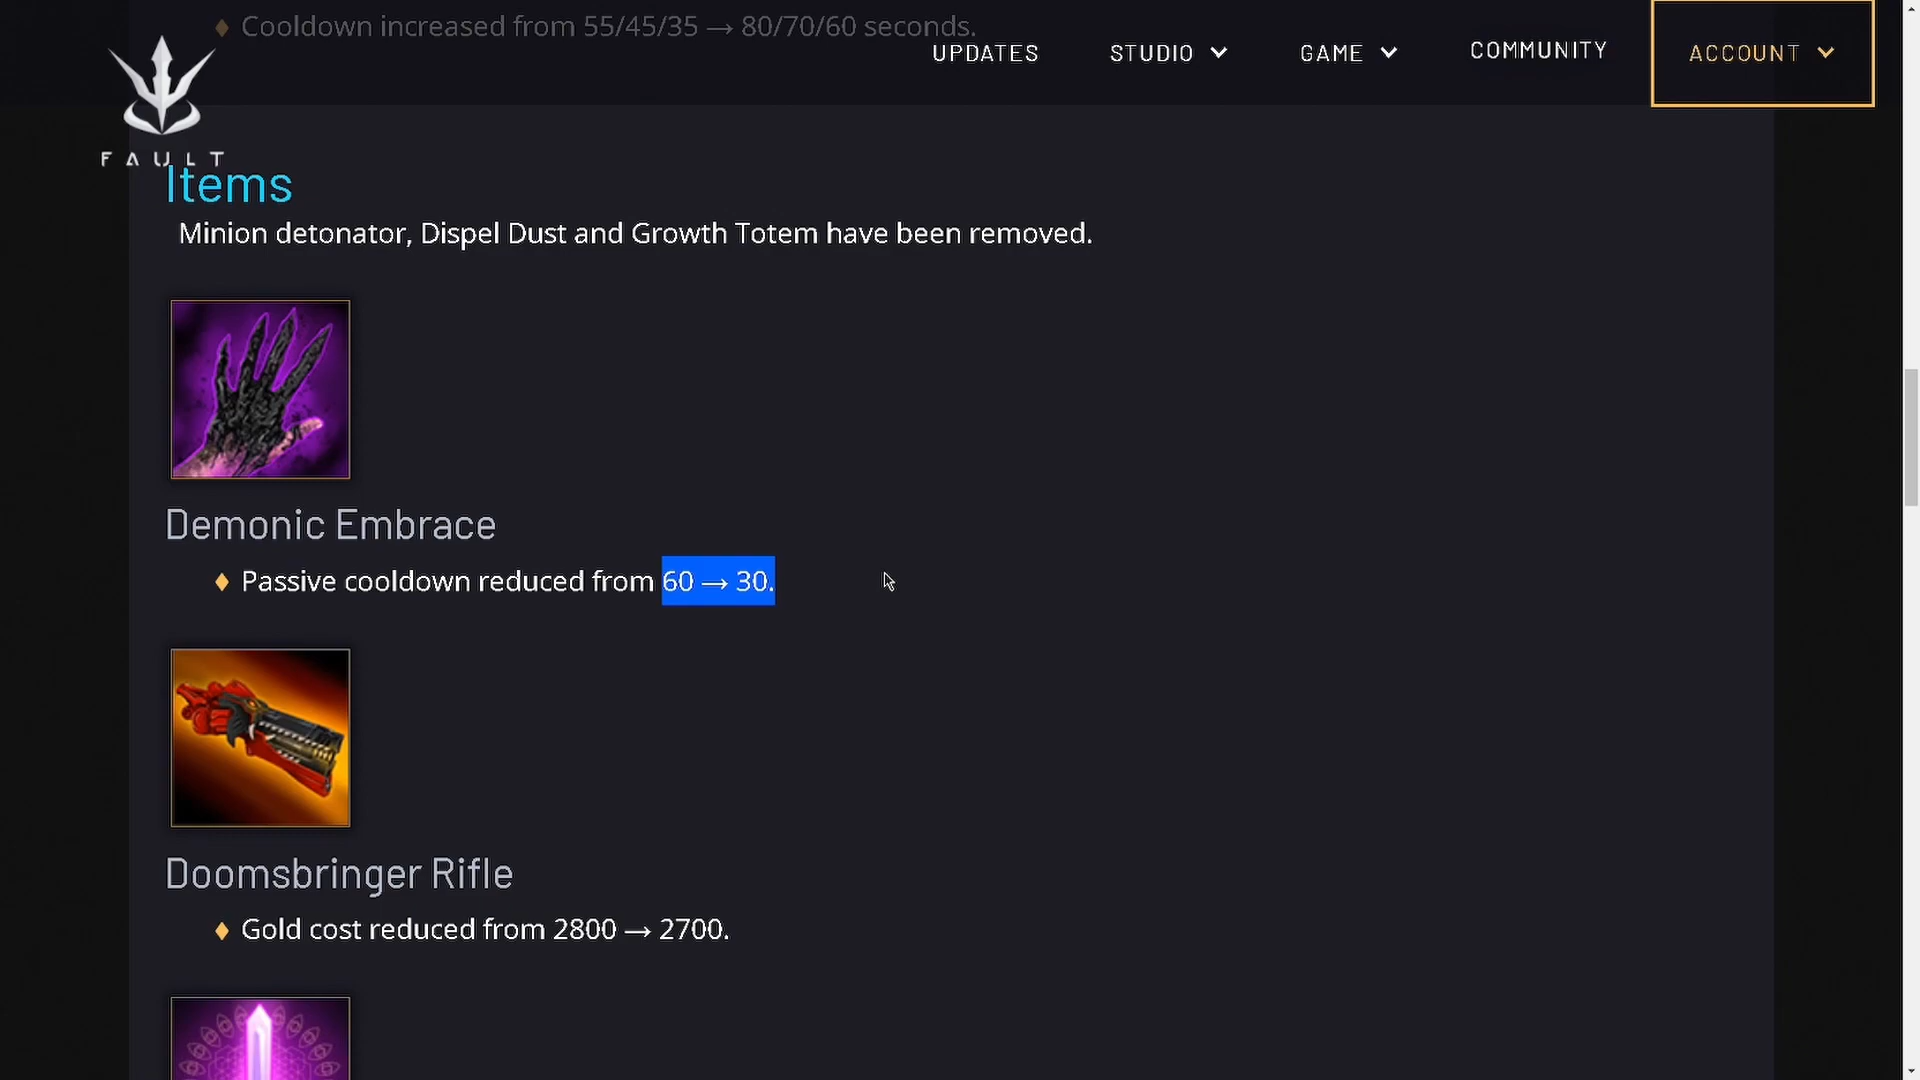 Cooldown increased from 55/45/35 → 80/70/60 seconds.
UPDATES
STUDIO
GAME
COMMUNITY
ACCOUNT
FAULT
Items
Minion detonator, Dispel Dust and Growth Totem have been removed.
Demonic Embrace
Passive cooldown reduced from 60 → 30.
Doomsbringer Rifle
Gold cost reduced from 2800 → 2700.